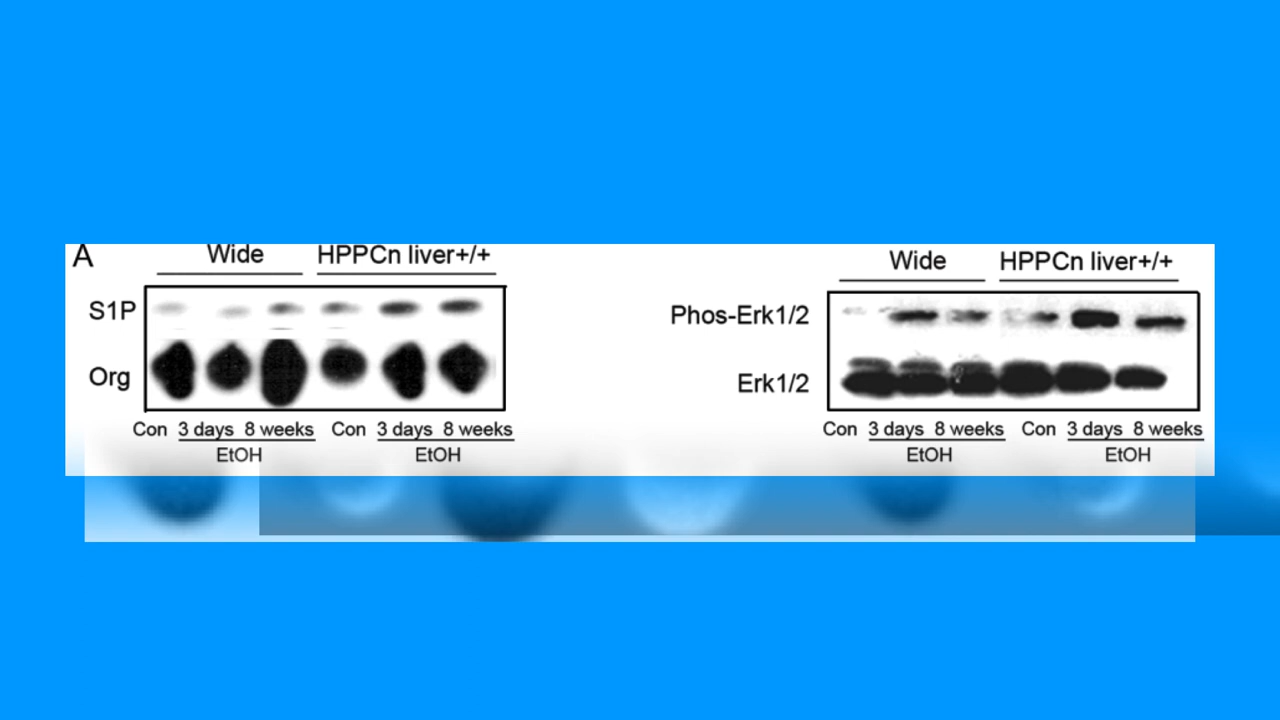 A
Wide HPPCn liver+/+
S1P
Org
Con 3 days 8 weeks Con 3 days 8 weeks
EtOH EtOH
Wide HPPCn liver+/+
Phos-Erk1/2
Erk1/2
Con 3 days 8 weeks Con 3 days 8 weeks
EtOH EtOH